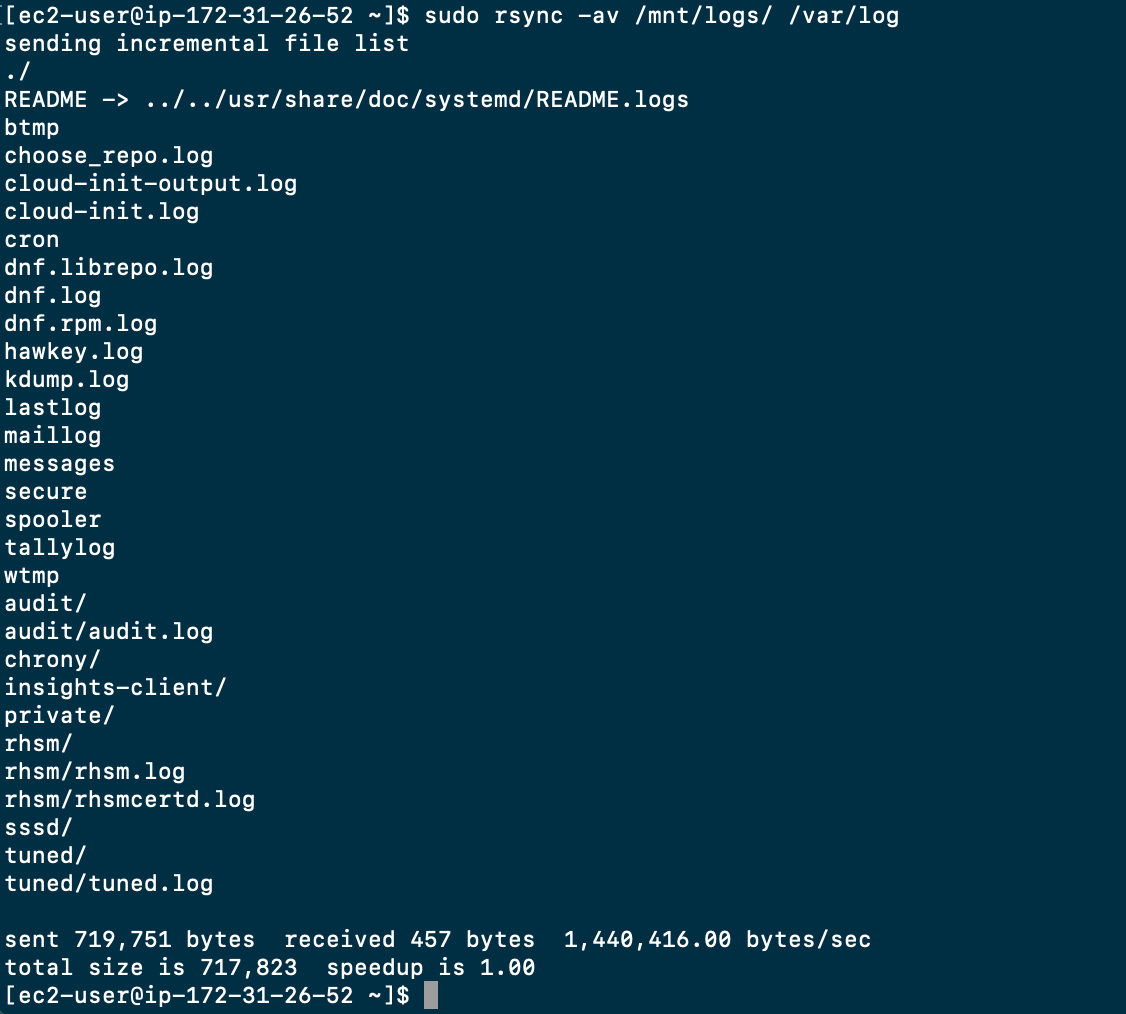 [ec2-user@ip-172-31-26-52 ~]$ sudo rsync -av /mnt/logs/ /var/log
sending incremental file list
./
README -> ../../usr/share/doc/systemd/README.logs
btmp
choose_repo.log
cloud-init-output.log
cloud-init.log
cron
dnf.librepo.log
dnf.log
dnf.rpm.log
hawkey.log
kdump.log
lastlog
maillog
messages
secure
spooler
tallylog
wtmp
audit/
audit/audit.log
chrony/
insights-client/
private/
rhsm/
rhsm/rhsm.log
rhsm/rhsmcertd.log
sssd/
tuned/
tuned/tuned.log

sent 719,751 bytes  received 457 bytes  1,440,416.00 bytes/sec
total size is 717,823  speedup is 1.00
[ec2-user@ip-172-31-26-52 ~]$